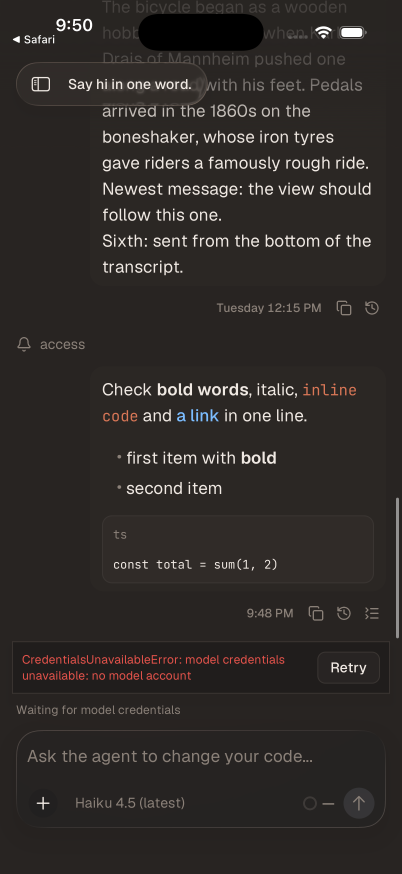 9:50
Safari
The bicycle began as a wooden
Drais of Mannheim pushed one
Say hi in one word.
with his feet. Pedals
arrived in the 1860s on the
boneshaker, whose iron tyres
gave riders a famously rough ride.
Newest message: the view should
follow this one.
Sixth: sent from the bottom of the
transcript.
Tuesday 12:15 PM
access
Check bold words, italic, inline
code and a link in one line.
• first item with bold
• second item
ts
const total = sum(1, 2)
9:48 PM
CredentialsUnavailableError: model credentials
unavailable: no model account
Retry
Waiting for model credentials
Ask the agent to change your code...
Haiku 4.5 (latest)